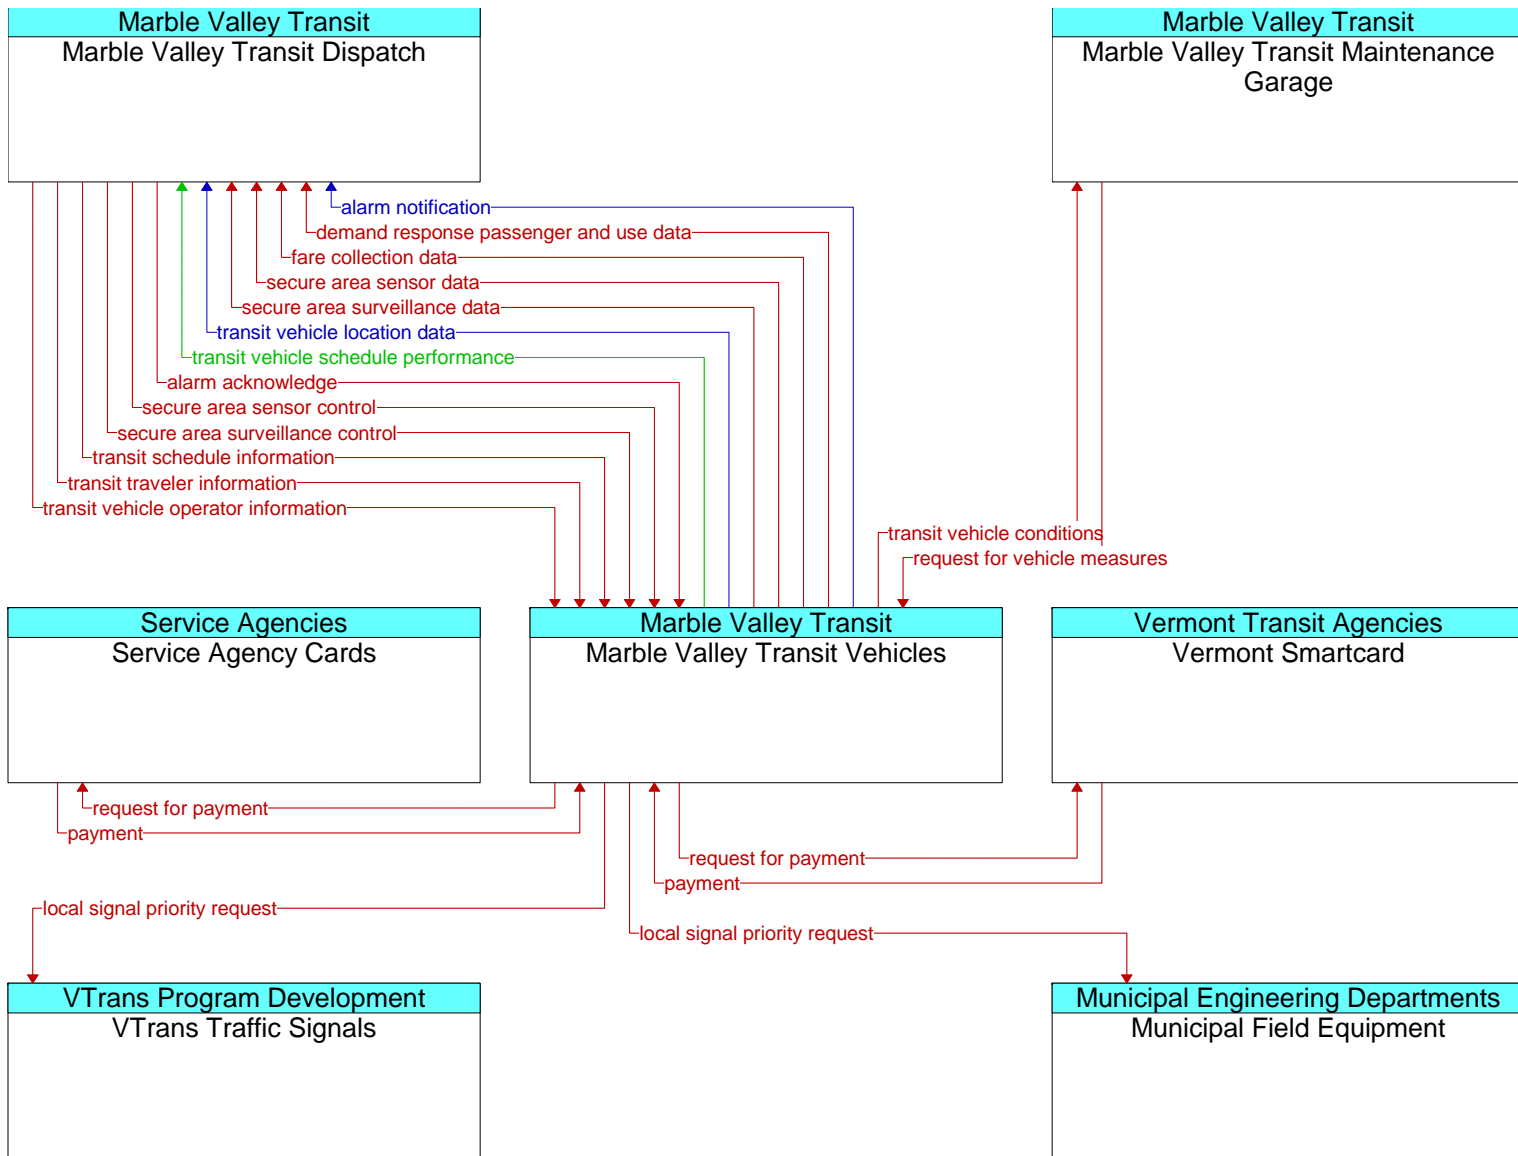 Marble Valley Transit
Marble Valley Transit Dispatch
Marble Valley Transit
Marble Valley Transit Maintenance
Garage
alarm notification
demand response passenger and use data
fare collection data
secure area sensor data
secure area surveillance data
transit vehicle location data
transit vehicle schedule performance
alarm acknowledge
secure area sensor control
secure area surveillance control
transit schedule information
transit traveler information
transit vehicle operator information
transit vehicle conditions
request for vehicle measures
Service Agencies
Service Agency Cards
Marble Valley Transit
Marble Valley Transit Vehicles
Vermont Transit Agencies
Vermont Smartcard
request for payment
payment
request for payment
payment
local signal priority request
local signal priority request
VTrans Program Development
VTrans Traffic Signals
Municipal Engineering Departments
Municipal Field Equipment